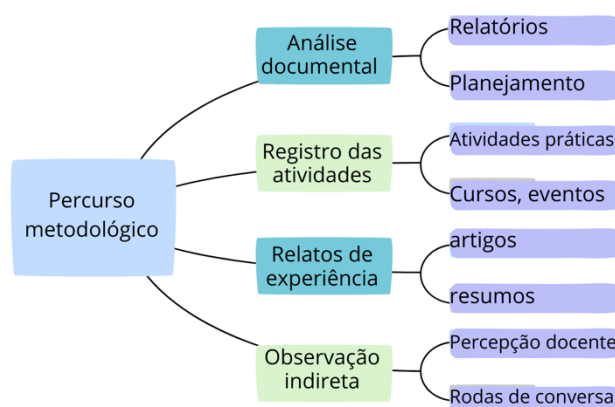 Percurso
metodológico
Análise
documental
Relatórios
Planejamento
Registro das
atividades
Atividades práticas
Cursos, eventos
Relatos de
experiência
artigos
resumos
Observação
indireta
Percepção docente
Rodas de conversa